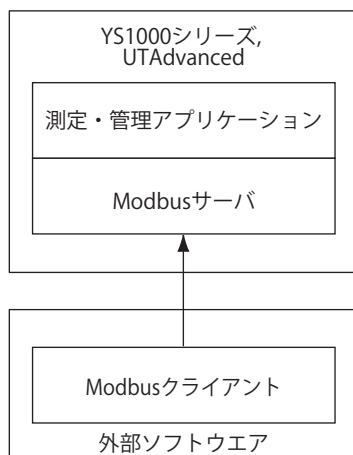 YS1000シリーズ,
UTAdvanced
測定・管理アプリケーション
Modbusサーバ
Modbusクライアント
外部ソフトウエア